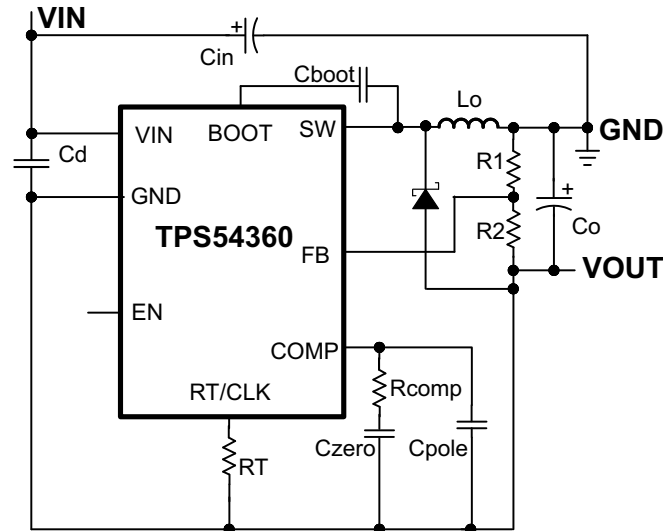 VIN
+
Cin
Cboot
Lo
VIN
BOOT
SW
GND
Cd
R1
GND
+
TPS54360
R2
Co
FB
VOUT
EN
COMP
RT/CLK
Rcomp
RT
Czero
Cpole